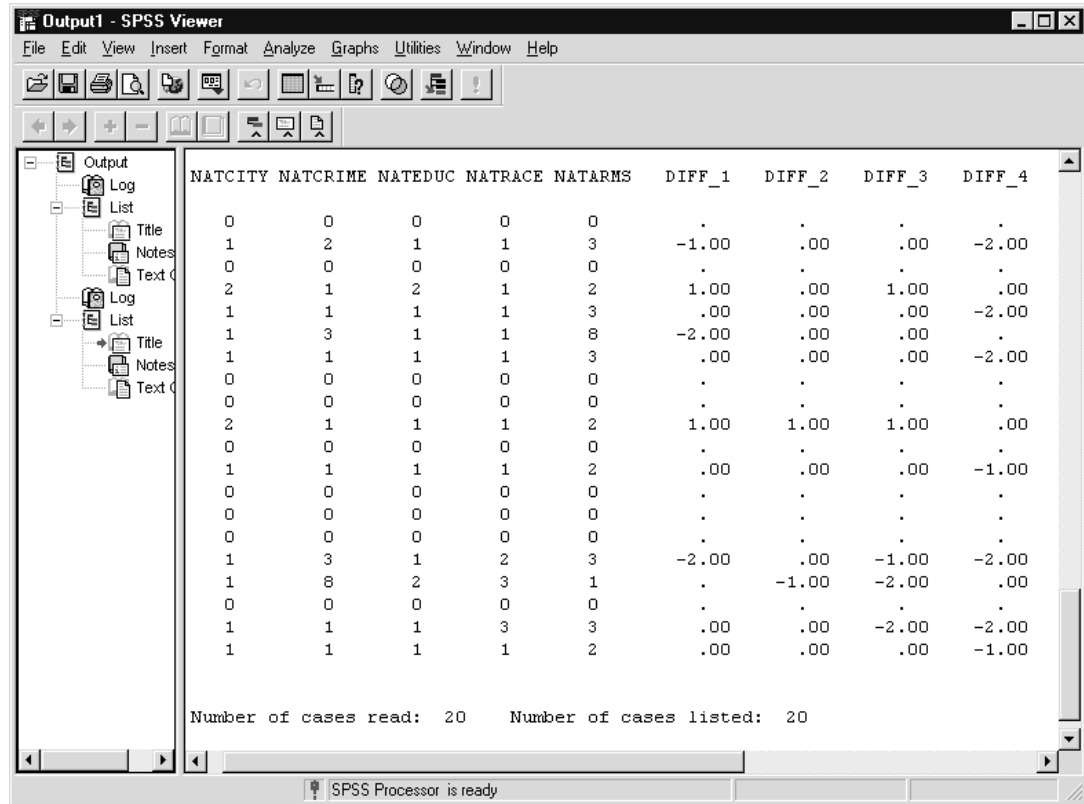 Output1 - SPSS Viewer
File Edit View Insert Format Analyze Graphs Utilities Window Help
Output
Log
List
Title
Notes
Text
Log
List
Title
Notes
Text
NATCITY NATCRIME NATEDUC NATRACE NATARMS DIFF_1 DIFF_2 DIFF_3 DIFF_4
0 0 0 0 0 . . . .
1 2 1 1 3 -1.00 .00 .00 -2.00
0 0 0 0 0 . . . .
2 1 2 1 2 1.00 .00 1.00 .00
1 1 1 1 3 .00 .00 .00 -2.00
1 3 1 1 8 -2.00 .00 .00 .
1 1 1 1 3 .00 .00 .00 -2.00
0 0 0 0 0 . . . .
0 0 0 0 0 . . . .
2 1 1 1 2 1.00 1.00 1.00 .00
0 0 0 0 0 . . . .
1 1 1 1 2 .00 .00 .00 -1.00
0 0 0 0 0 . . . .
0 0 0 0 0 . . . .
0 0 0 0 0 . . . .
1 3 1 2 3 -2.00 .00 -1.00 -2.00
1 8 2 3 1 . -1.00 -2.00 .00
0 0 0 0 0 . . . .
1 1 1 3 3 .00 .00 -2.00 -2.00
1 1 1 1 2 .00 .00 .00 -1.00
Number of cases read: 20 Number of cases listed: 20
SPSS Processor is ready